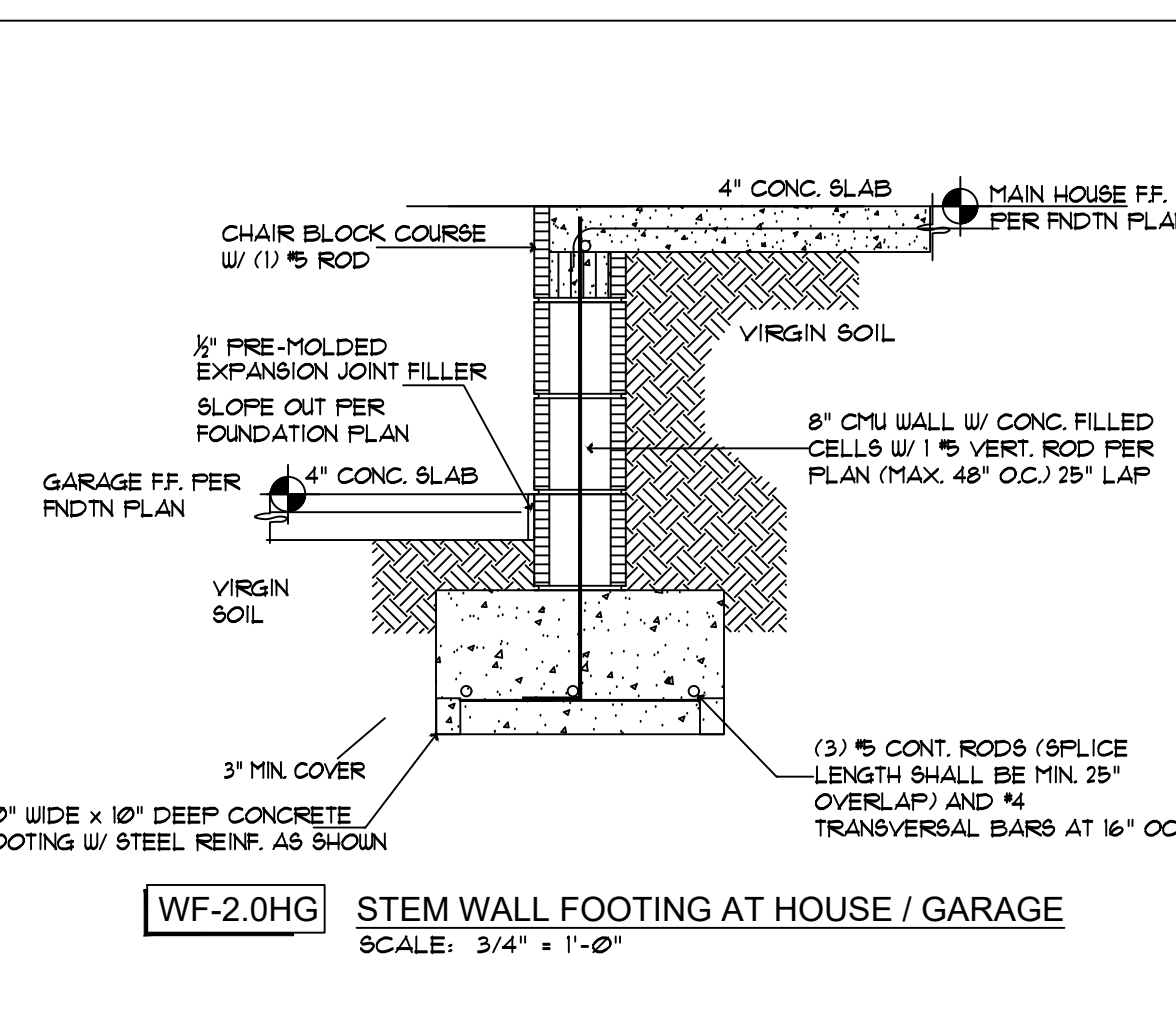 4" CONC. SLAB
MAIN HOUSE F.F.
PER FNDTN
CHAIR BLOCK COURSE
W/ (1) #5 ROD
VIRGIN SOIL
½" PRE-MOLDED
EXPANSION JOINT FILLER
SLOPE OUT PER
FOUNDATION PLAN
8" CMU WALL W/ CONC. FILLED
CELLS W/ 1 #5 VERT. ROD PER
PLAN (MAX. 48" O.C.) 25" LAP
GARAGE F.F. PER
FNDTN PLAN
4" CONC. SLAB
VIRGIN
SOIL
3" MIN. COVER
WIDE x 10" DEEP CONCRETE
W/ STEEL REINF. AS SHOWN
(3) #5 CONT. RODS (SPLICE
LENGTH SHALL BE MIN. 25"
OVERLAP) AND #4
TRANSVERSAL BARS AT 16"
WF-2.0HG
STEM WALL FOOTING AT HOUSE / GARAGE
SCALE: 3/4" = 1'-0"